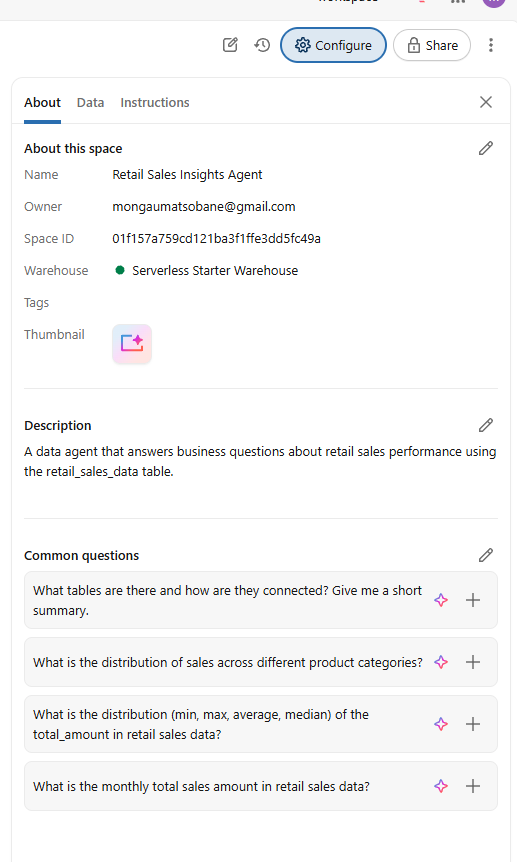 Configure
Share
About
Data
Instructions
About this space
Name
Retail Sales Insights Agent
Owner
mongaumatsobane@gmail.com
Space ID
01f157a759cd121ba3f1ffe3dd5fc49a
Warehouse
Serverless Starter Warehouse
Tags
Thumbnail
Description
A data agent that answers business questions about retail sales performance using
the retail_sales_data table.
Common questions
What tables are there and how are they connected? Give me a short
summary.
What is the distribution of sales across different product categories?
What is the distribution (min, max, average, median) of the
total_amount in retail sales data?
What is the monthly total sales amount in retail sales data?